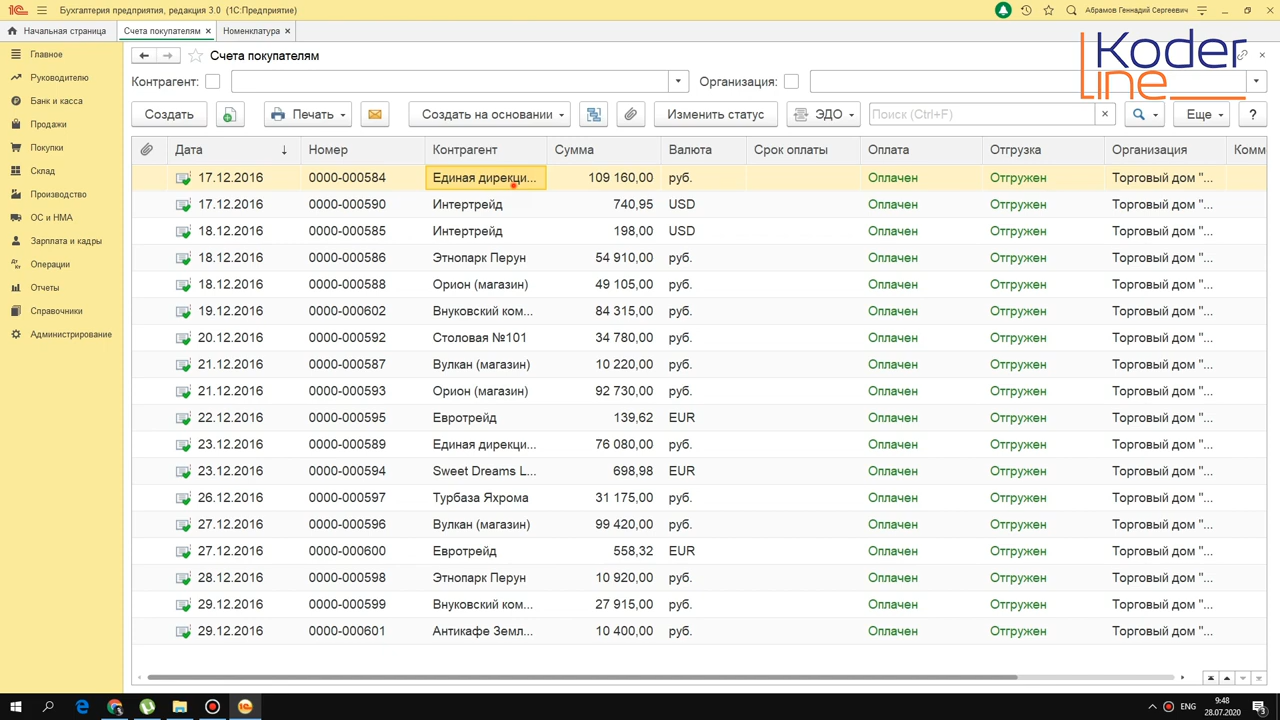 Бухгалтерия предприятия, редакция 3.0 (1С:Предприятие)
Абрамов Геннадий Сергеевич
Начальная страница
Счета покупателям ×
Номенклатура ×
Главное
Руководителю
Банк и касса
Продажи
Покупки
Склад
Производство
ОС и НМА
Зарплата и кадры
Операции
Отчеты
Справочники
Администрирование
Koder
line
Счета покупателям
Контрагент:
Организация:
Создать Печать Создать на основании Изменить статус ЭДО Поиск (Ctrl+F) × Еще ?
Дата ↓ Номер Контрагент Сумма Валюта Срок оплаты Оплата Отгрузка Организация Комм
17.12.2016 0000-000584 Единая дирекци... 109 160,00 руб. Оплачен Отгружен Торговый дом "...
17.12.2016 0000-000590 Интертрейд 740,95 USD Оплачен Отгружен Торговый дом "...
18.12.2016 0000-000585 Интертрейд 198,00 USD Оплачен Отгружен Торговый дом "...
18.12.2016 0000-000586 Этнопарк Перун 54 910,00 руб. Оплачен Отгружен Торговый дом "...
18.12.2016 0000-000588 Орион (магазин) 49 105,00 руб. Оплачен Отгружен Торговый дом "...
19.12.2016 0000-000602 Внуковский ком... 84 315,00 руб. Оплачен Отгружен Торговый дом "...
20.12.2016 0000-000592 Столовая №101 34 780,00 руб. Оплачен Отгружен Торговый дом "...
21.12.2016 0000-000587 Вулкан (магазин) 10 220,00 руб. Оплачен Отгружен Торговый дом "...
21.12.2016 0000-000593 Орион (магазин) 92 730,00 руб. Оплачен Отгружен Торговый дом "...
22.12.2016 0000-000595 Евротрейд 139,62 EUR Оплачен Отгружен Торговый дом "...
23.12.2016 0000-000589 Единая дирекци... 76 080,00 руб. Оплачен Отгружен Торговый дом "...
23.12.2016 0000-000594 Sweet Dreams L... 698,98 EUR Оплачен Отгружен Торговый дом "...
26.12.2016 0000-000597 Турбаза Яхрома 31 175,00 руб. Оплачен Отгружен Торговый дом "...
27.12.2016 0000-000596 Вулкан (магазин) 99 420,00 руб. Оплачен Отгружен Торговый дом "...
27.12.2016 0000-000600 Евротрейд 558,32 EUR Оплачен Отгружен Торговый дом "...
28.12.2016 0000-000598 Этнопарк Перун 10 920,00 руб. Оплачен Отгружен Торговый дом "...
29.12.2016 0000-000599 Внуковский ком... 27 915,00 руб. Оплачен Отгружен Торговый дом "...
29.12.2016 0000-000601 Антикафе Земл... 10 400,00 руб. Оплачен Отгружен Торговый дом "...
ENG
9:48
28.07.2020
3